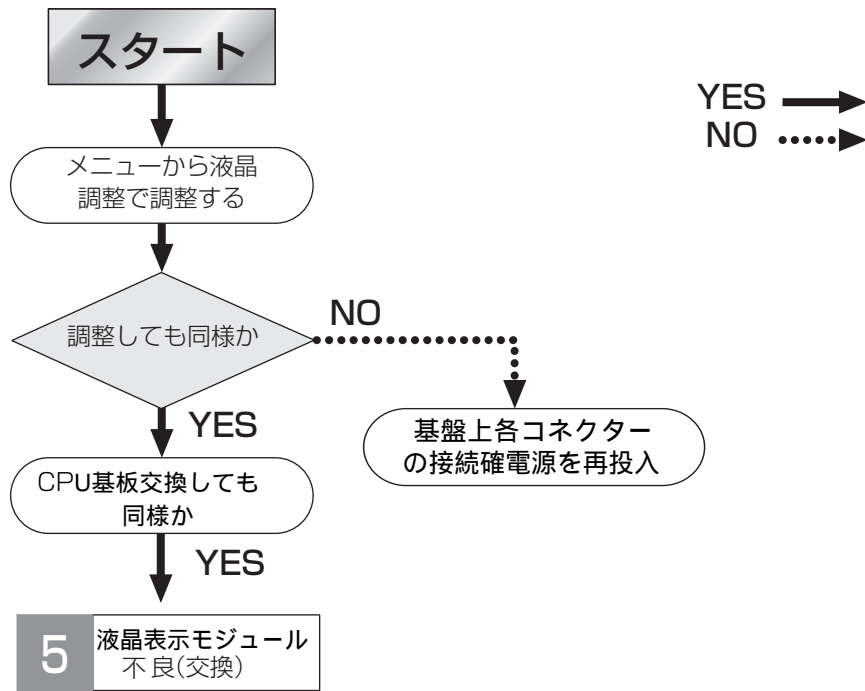 スタート
YES
NO
メニューから液晶
調整で調整する
調整しても同様か
NO
YES
基盤上各コネクター
の接続確電源を再投入
CPU基板交換しても
同様か
YES
5
液晶表示モジュール
不良(交換)